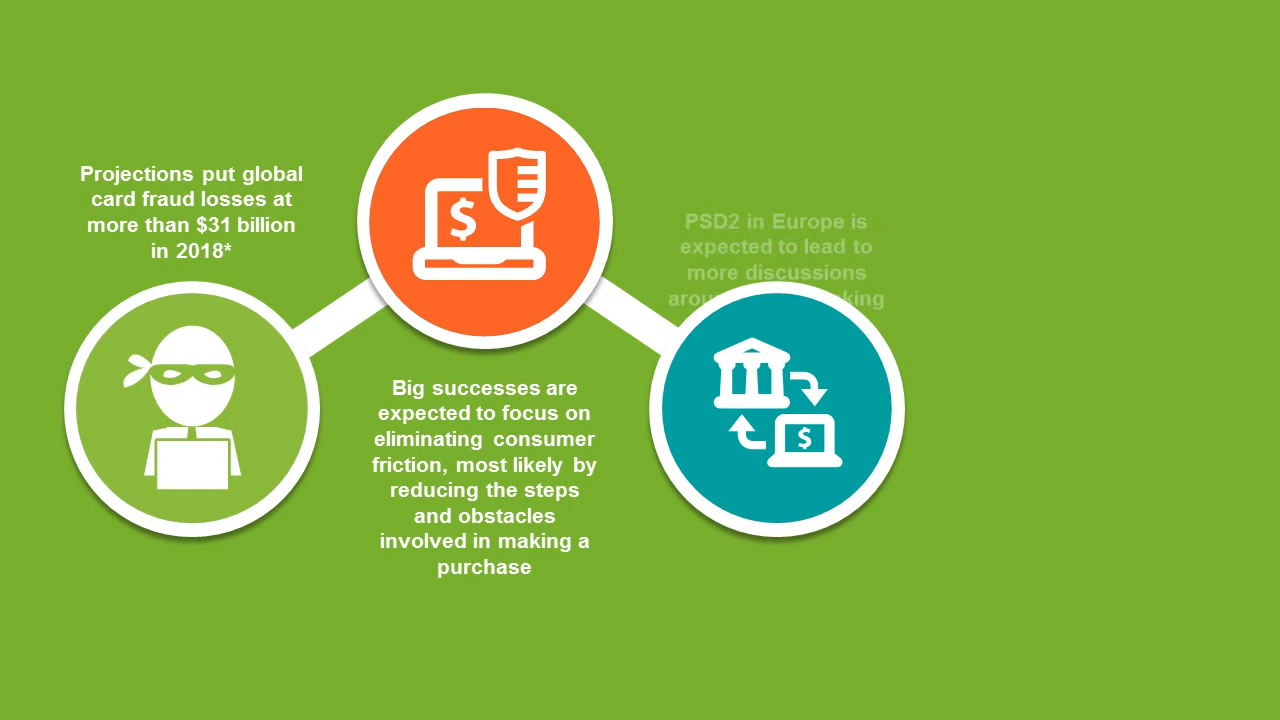 Projections put global
card fraud losses at
more than $31 billion
in 2018*
$
Big successes are
expected to focus on
eliminating consumer
friction, most likely by
reducing the steps
and obstacles
involved in making a
purchase
PSD2 in Europe is
expected to lead to
more discussions
$